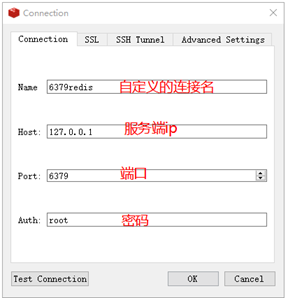 Connection
Connection SSL SSH Tunnel Advanced Settings
Name 6379redis 自定义的连接名
Host: 127.0.0.1 服务端ip
Port: 6379 端口
Auth: root 密码
Test Connection OK Cancel